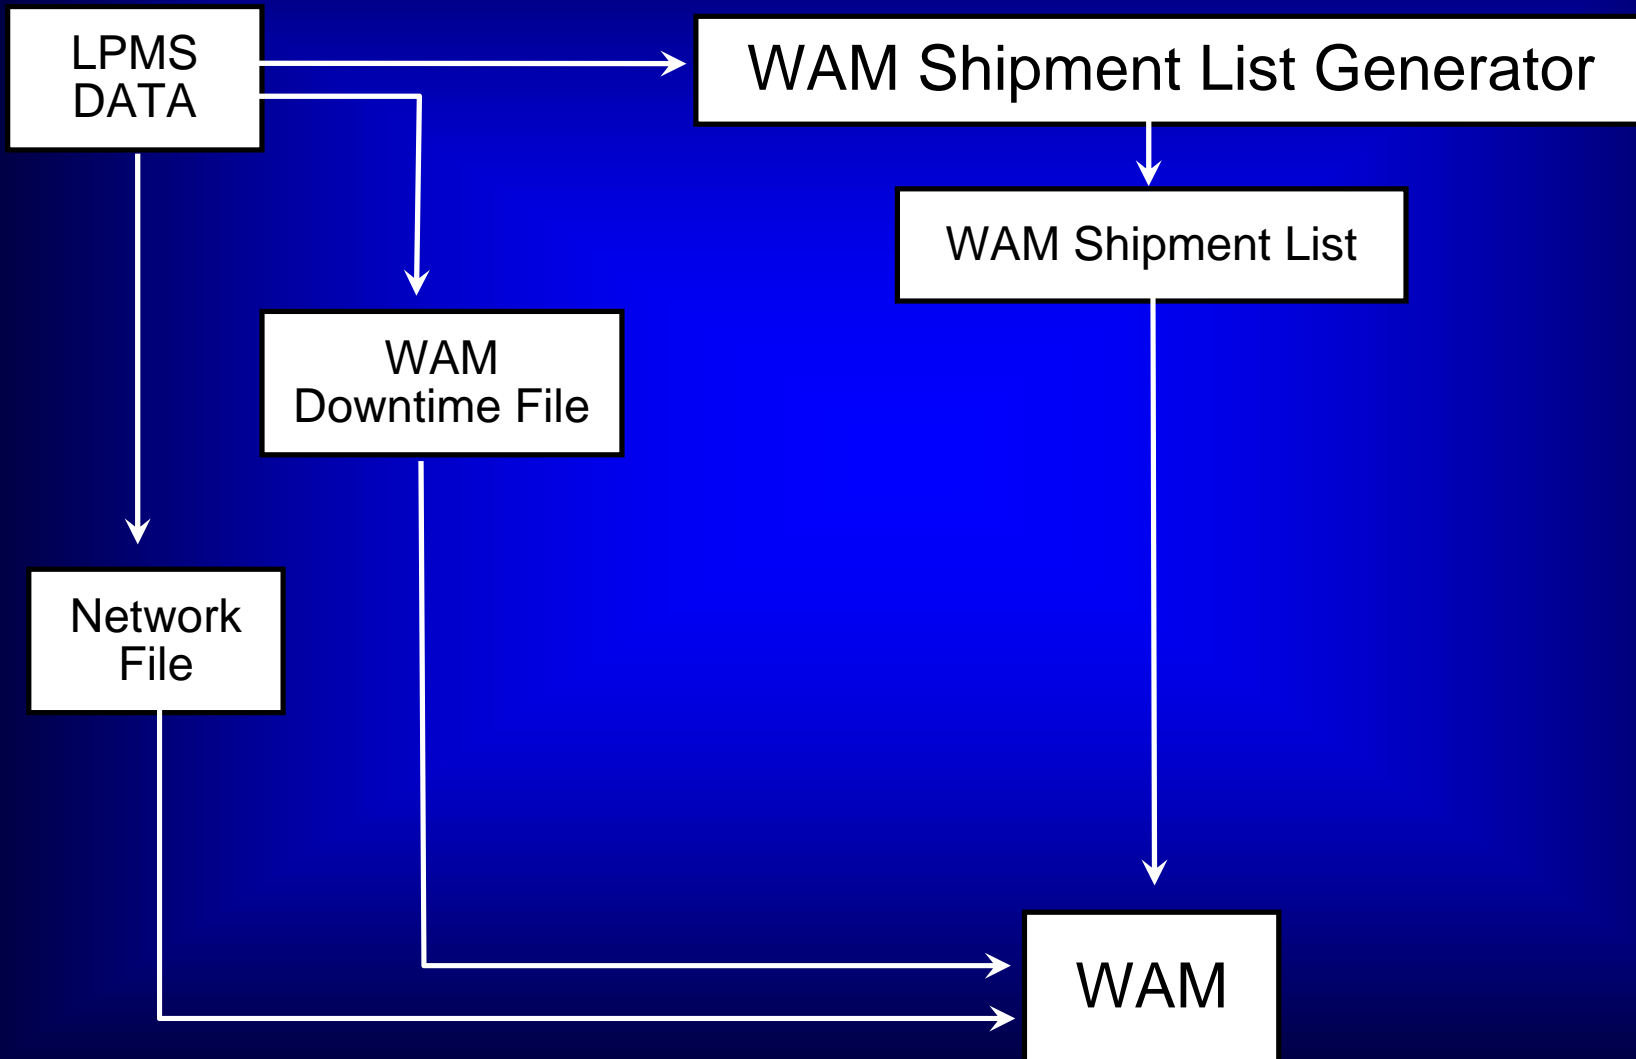 LPMS
DATA
WAM Shipment List Generator
WAM Shipment List
WAM
Downtime File
Network
File
WAM